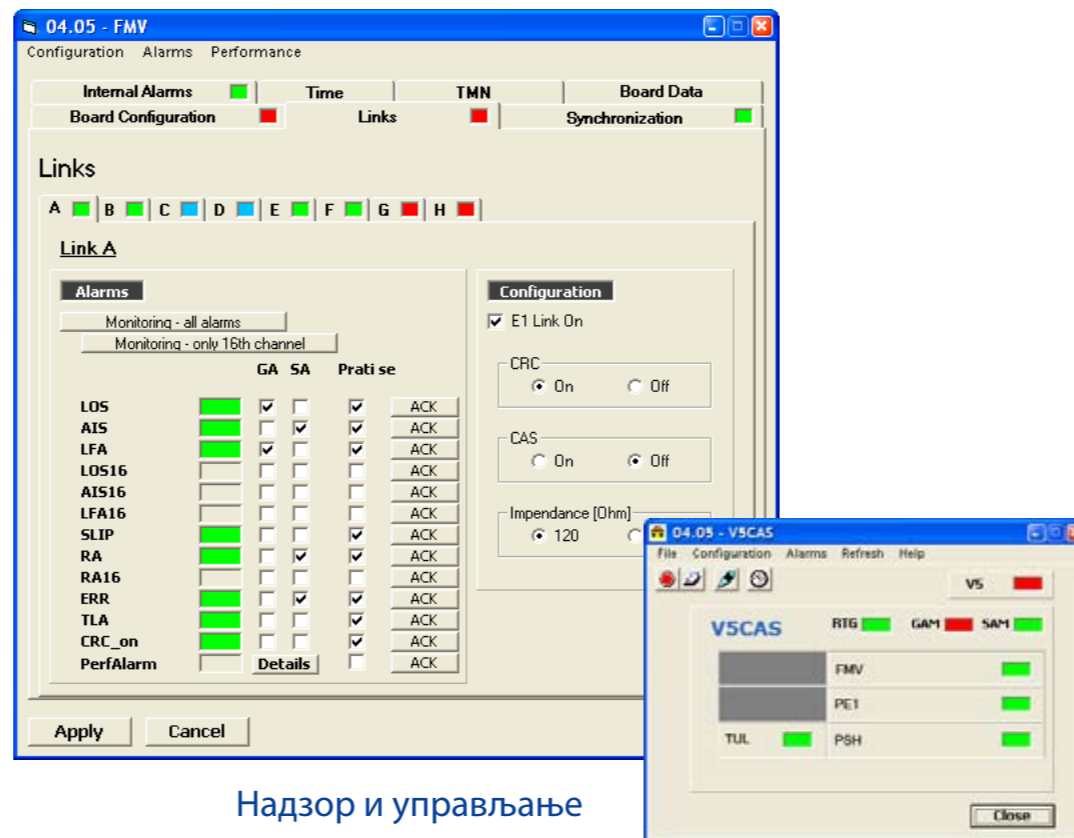 04.05 - FMV
Configuration Alarms Performance
Internal Alarms Time TMN Board Data
Board Configuration Links Synchronization
Links
A B C D E F G H
Link A
Alarms
Monitoring - all alarms
Monitoring - only 16th channel
GA SA Prati se
LOS ACK
AIS ACK
LFA ACK
LOS16 ACK
AIS16 ACK
LFA16 ACK
SLIP ACK
RA ACK
RA16 ACK
ERR ACK
TLA ACK
CRC_on ACK
PerfAlarm Details ACK
Configuration
E1 Link On
CRC
On Off
CAS
On Off
Impendance [Ohm]
120
Apply Cancel
04.05 - V5CAS
File Configuration Alarms Refresh Help
V5
V5CAS RTG GAM SAM
FMV
PE1
TUL PSH
Close
Надзор и управљање